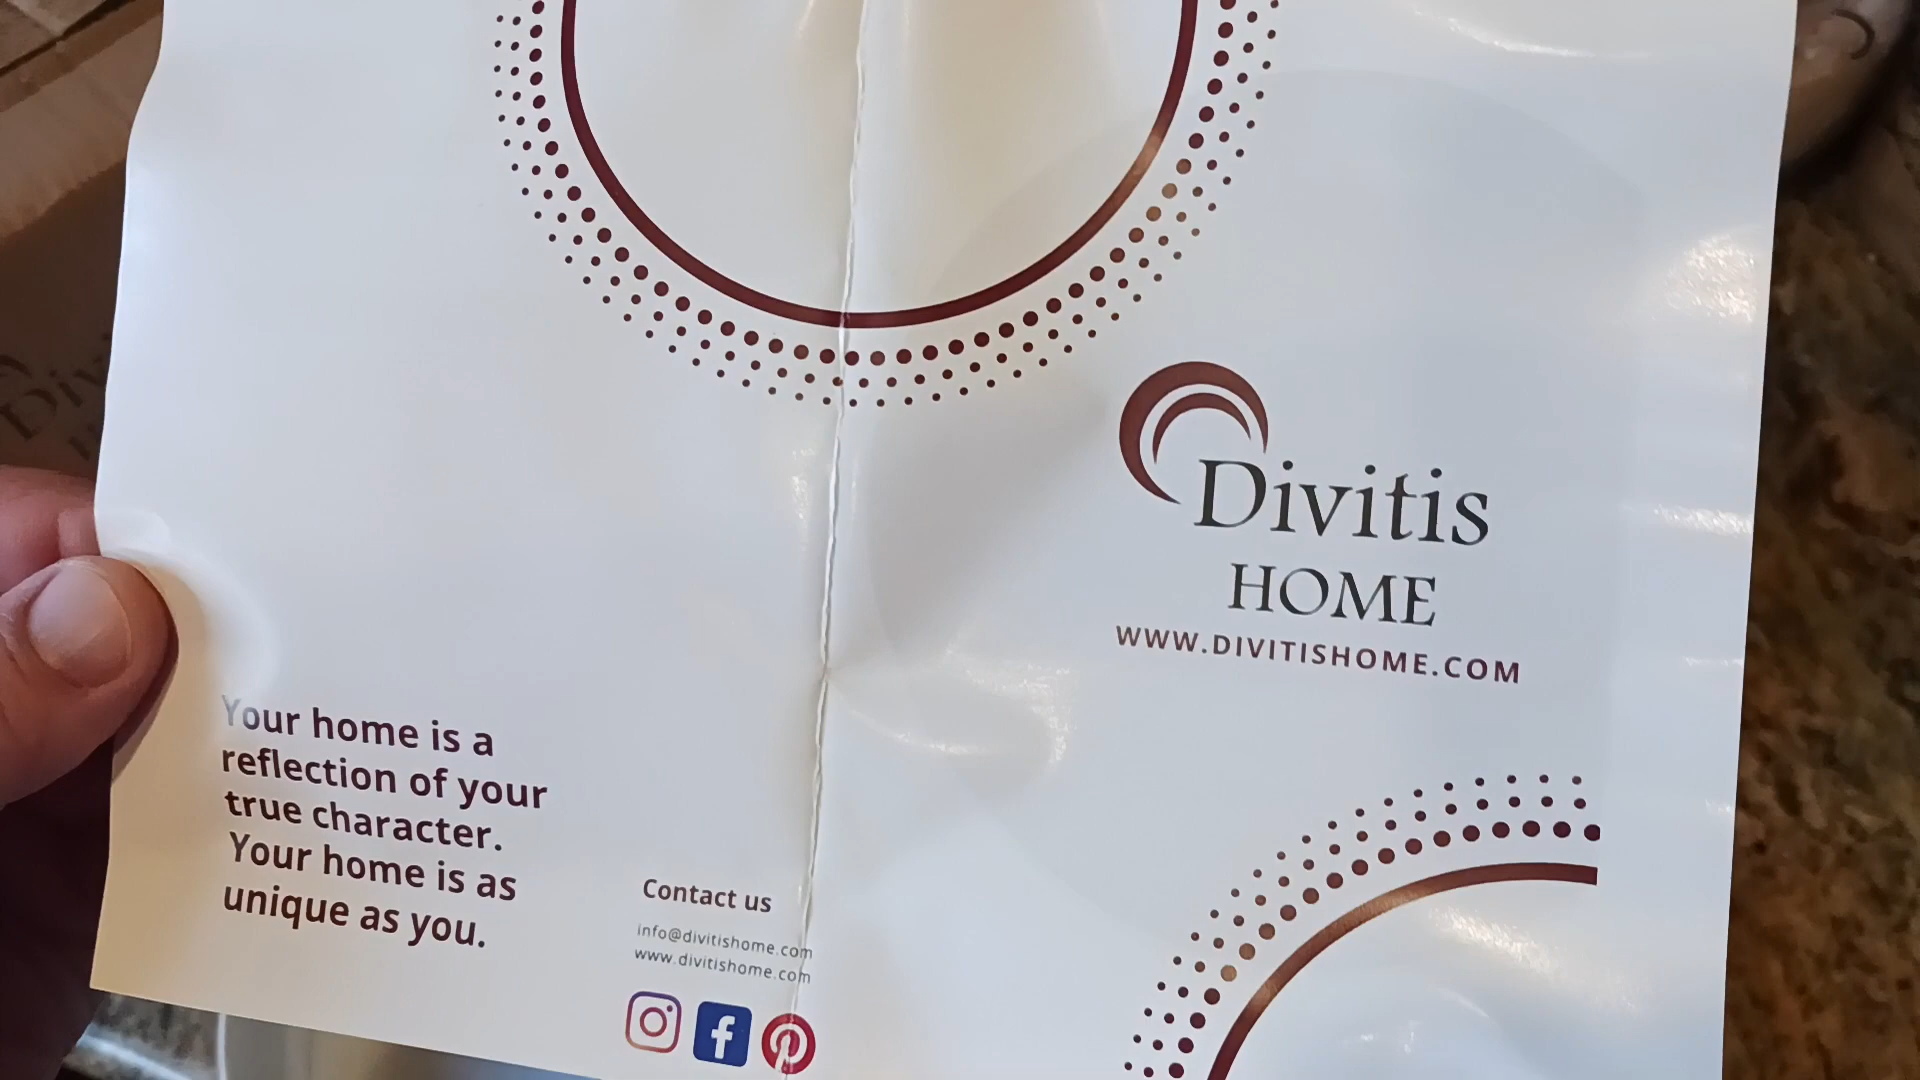 Divitis
HOME
WWW.DIVITISHOME.COM
Your home is a
reflection of your
true character.
Your home is as
unique as you.
Contact us
info@divitishome.com
www.divitishome.com